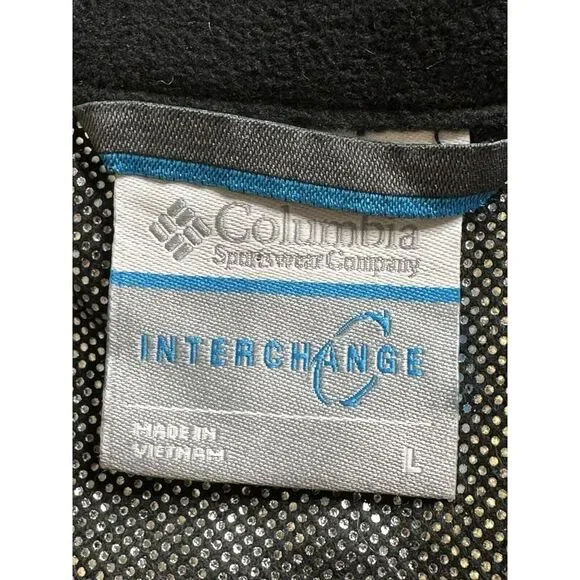 Columbia
Sportswear Company
INTERCHANGE
MADE IN
VIETNAM
L